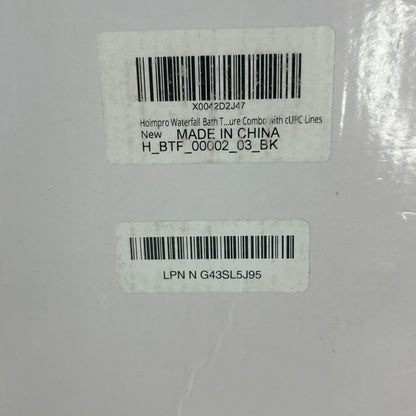 X0042D2J47
Hoimpro Waterfall Bath T...ure Combo with cUPC Lines
New MADE IN CHINA
H_BTF_00002_03_BK
LPN N G43SL5J95